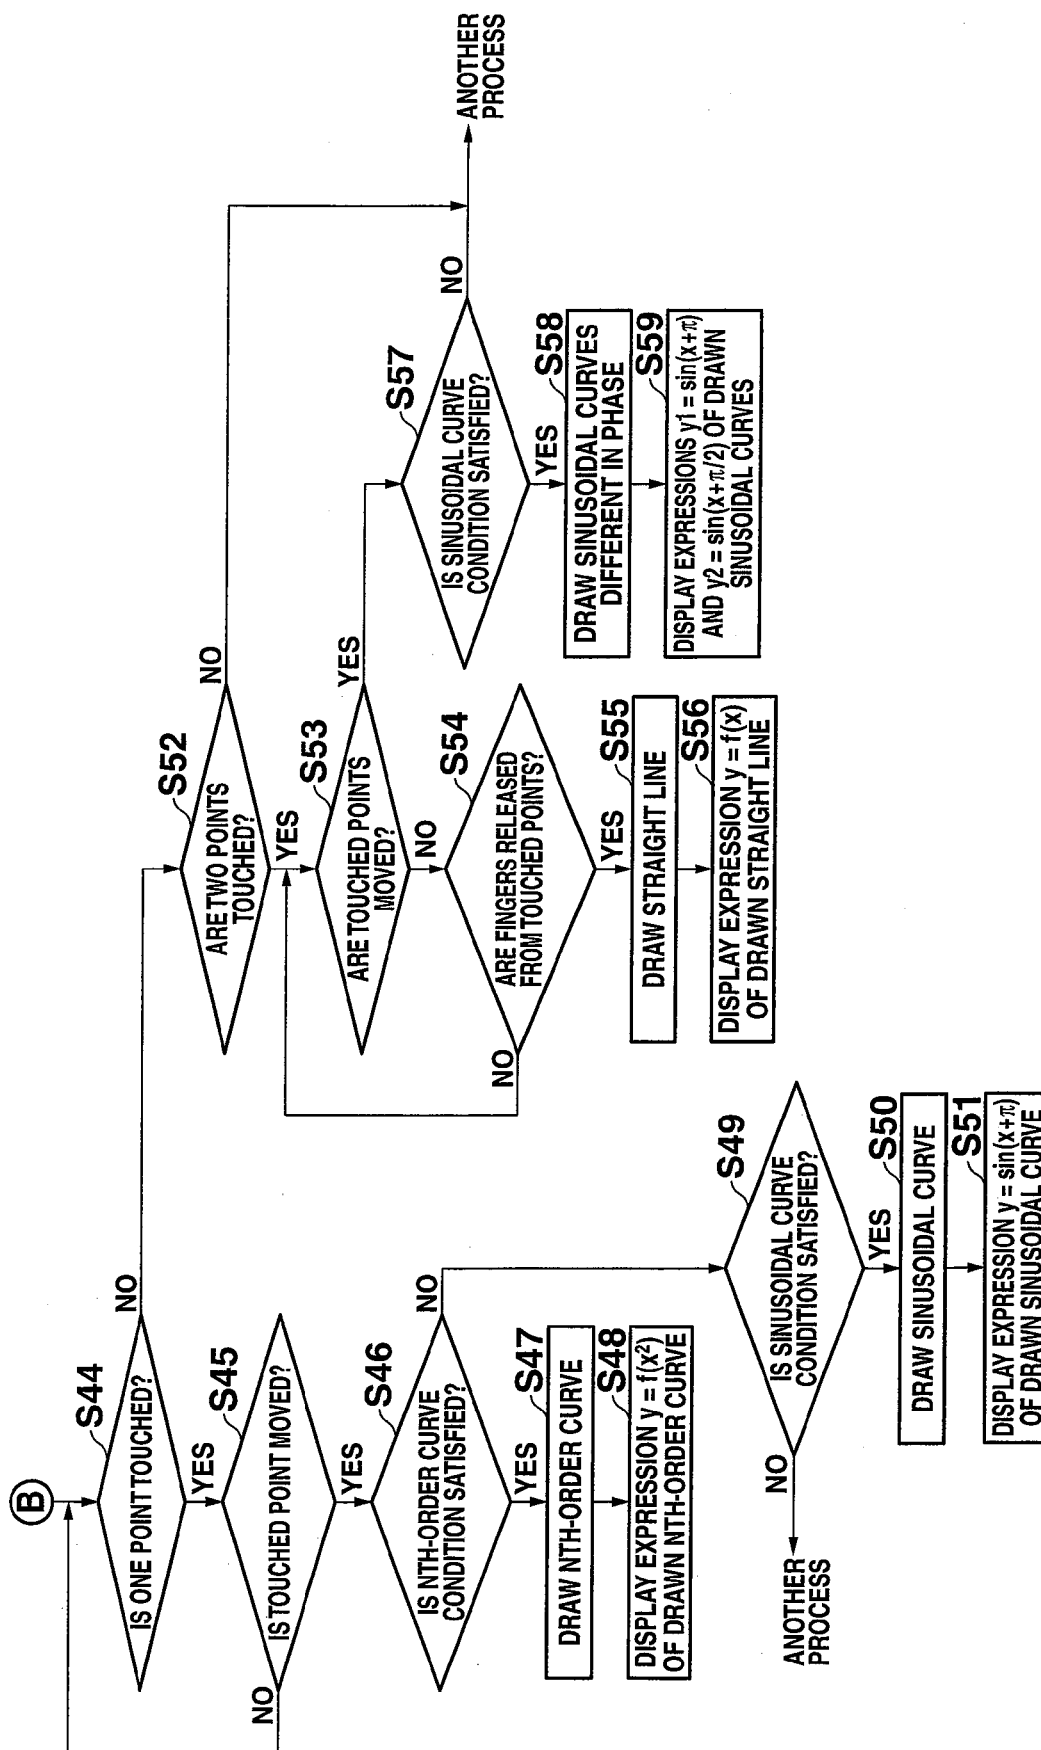 B
S44
IS ONE POINT TOUCHED?
NO
YES
S45
IS TOUCHED POINT MOVED?
NO
YES
S46
IS NTH-ORDER CURVE
CONDITION SATISFIED?
NO
YES
S47
DRAW NTH-ORDER CURVE
S48
DISPLAY EXPRESSION y = f(x²)
OF DRAWN NTH-ORDER CURVE
S49
IS SINUSOIDAL CURVE
CONDITION SATISFIED?
NO
ANOTHER
PROCESS
YES
S50
DRAW SINUSOIDAL CURVE
S51
DISPLAY EXPRESSION y = sin(x+π)
OF DRAWN SINUSOIDAL CURVE
S52
ARE TWO POINTS
TOUCHED?
NO
YES
S53
ARE TOUCHED POINTS
MOVED?
YES
NO
S54
ARE FINGERS RELEASED
FROM TOUCHED POINTS?
NO
YES
S55
DRAW STRAIGHT LINE
S56
DISPLAY EXPRESSION y = f(x)
OF DRAWN STRAIGHT LINE
S57
IS SINUSOIDAL CURVE
CONDITION SATISFIED?
NO
ANOTHER
PROCESS
YES
S58
DRAW SINUSOIDAL CURVES
DIFFERENT IN PHASE
S59
DISPLAY EXPRESSIONS y1 = sin(x+π)
AND y2 = sin(x+π/2) OF DRAWN
SINUSOIDAL CURVES